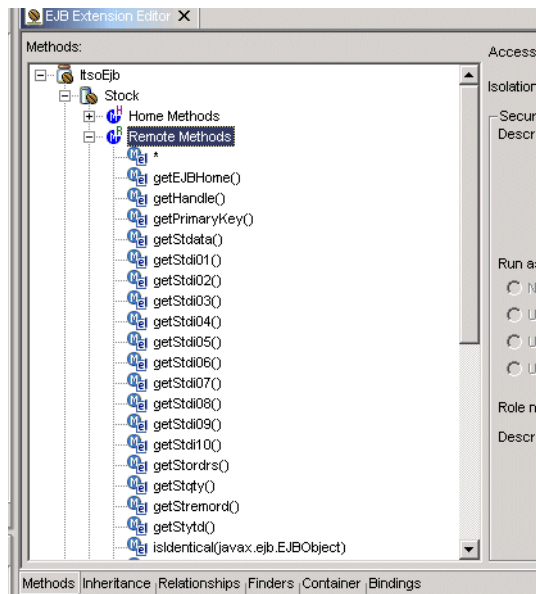 EJB Extension Editor X
Methods:
ItsoEjb
Stock
Home Methods
Remote Methods
*
getEJBHome()
getHandle()
getPrimaryKey()
getStdata()
getStdi01()
getStdi02()
getStdi03()
getStdi04()
getStdi05()
getStdi06()
getStdi07()
getStdi08()
getStdi09()
getStdi10()
getStordrs()
getStqty()
getStremord()
getStytd()
isIdentical(javax.ejb.EJBObject)
Access
Isolation
Secur
Descr
Run as
N
U
U
U
Role n
Descr
Methods Inheritance Relationships Finders Container Bindings